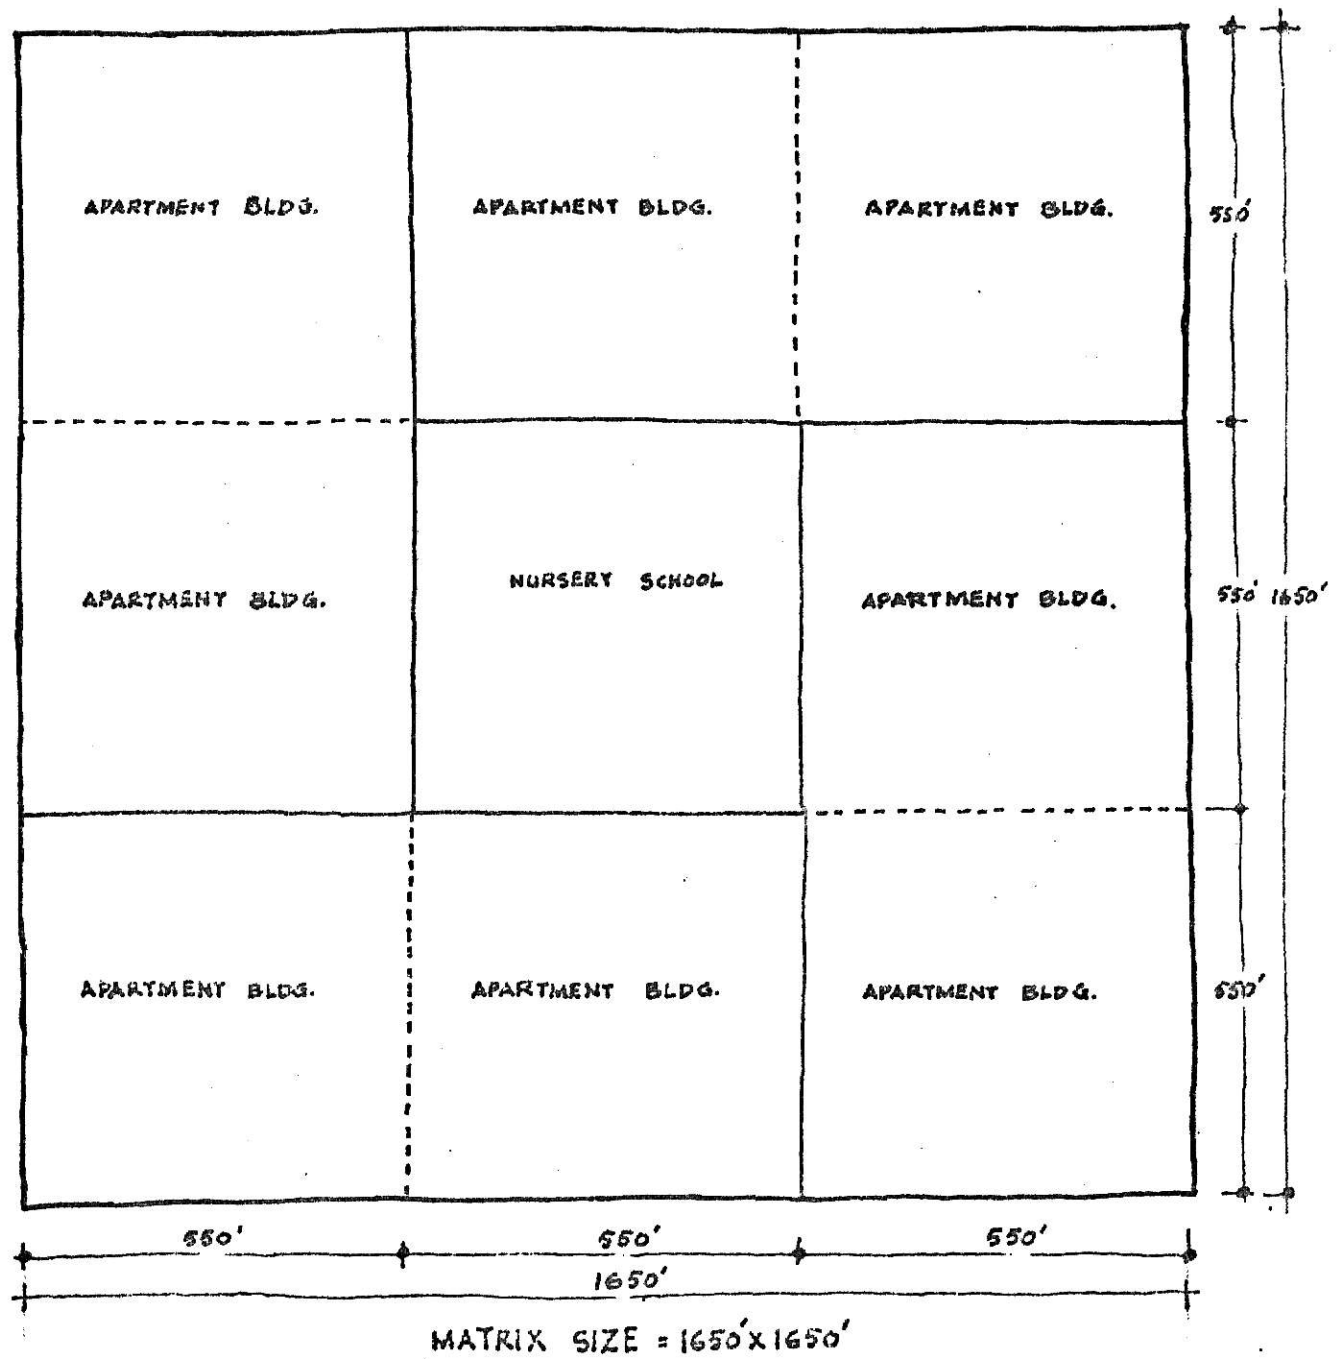 APARTMENT BLDG.
APARTMENT BLDG.
APARTMENT BLDG.
550'
APARTMENT BLDG.
NURSERY SCHOOL
APARTMENT BLDG.
550'
1650'
APARTMENT BLDG.
APARTMENT BLDG.
APARTMENT BLDG.
550'
550'
550'
550'
1650'
MATRIX SIZE = 1650'X1650'